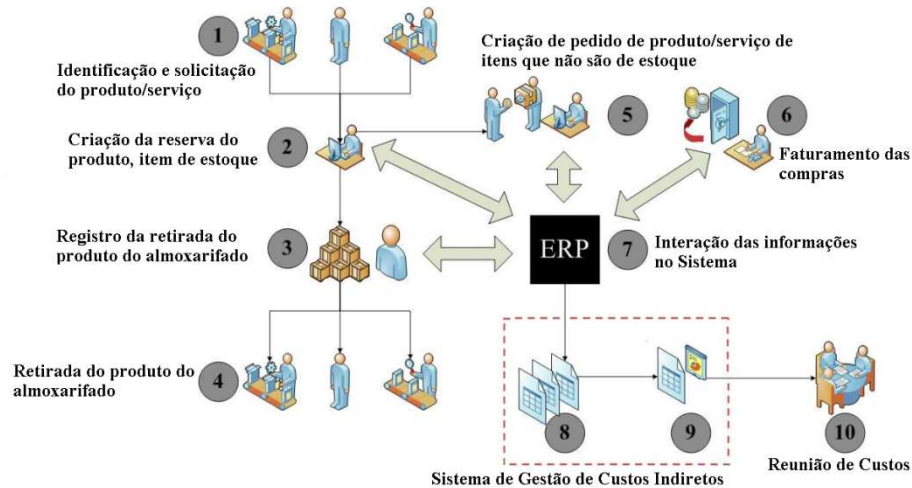 1
Identificação e solicitação
do produto/serviço
Criação de pedido de produto/serviço de
itens que não são de estoque
5
6
Faturamento das
compras
Criação da reserva do
produto, item de estoque
2
Registro da retirada do
produto do almoxarifado
3
ERP
7
Interação das informações
no Sistema
Retirada do produto do
almoxarifado
4
8
9
10
Reunião de Custos
Sistema de Gestão de Custos Indiretos